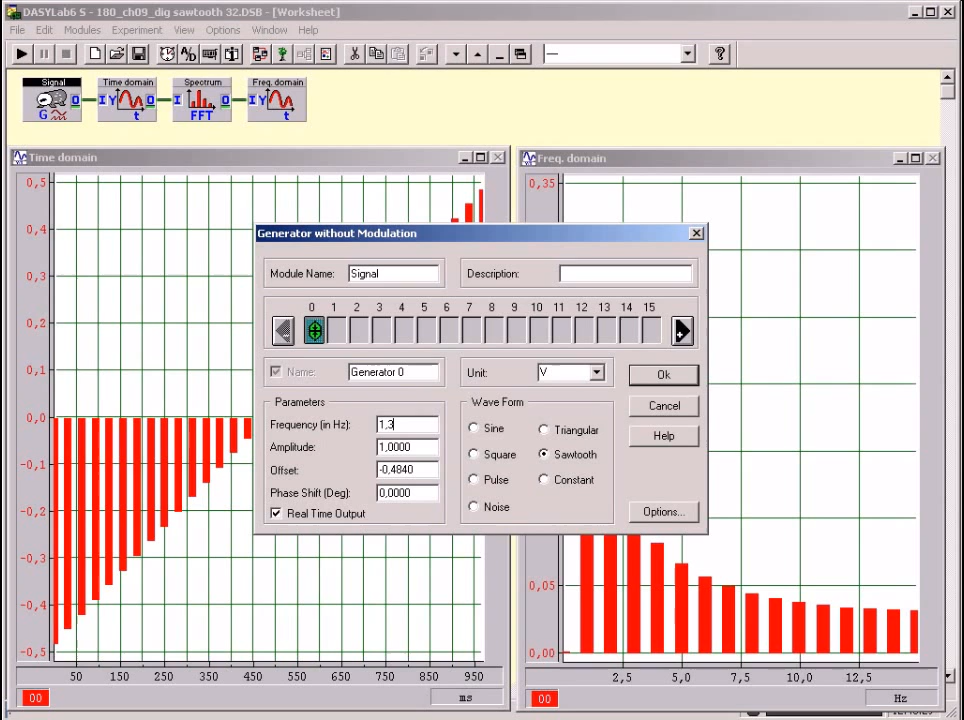 DASYLab6 S - 180_ch09_dig sawtooth 32.DSB - [Worksheet]
File Edit Modules Experiment View Options Window Help
Signal Time domain Spectrum Freq. domain
O I Y O I O I Y
G t FFT t
Time domain
Freq. domain
0,5
0,4
0,3
0,2
0,1
0,0
-0,1
-0,2
-0,3
-0,4
-0,5
50 150 250 350 450 550 650 750 850 950
00 ms
0,35
0,05
0,00
2,5 5,0 7,5 10,0 12,5
00 Hz
Generator without Modulation
Module Name: Signal Description:
0 1 2 3 4 5 6 7 8 9 10 11 12 13 14 15
Name: Generator 0 Unit: V Ok
Parameters Wave Form
Frequency (in Hz): 1,3 Sine Triangular Cancel
Amplitude: 1,0000 Square Sawtooth Help
Offset: -0,4840 Pulse Constant
Phase Shift (Deg): 0,0000
Real Time Output Noise Options...